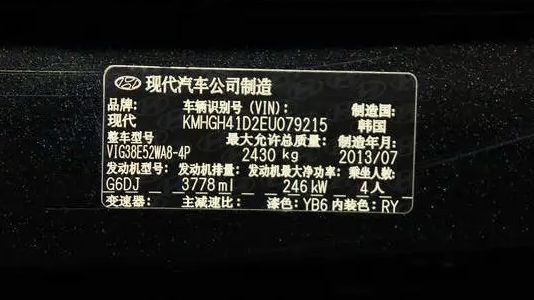 现代汽车公司制造
品牌: 车辆识别号 (VIN): 制造国:
现代 KMHGH41D2EU079215 韩国
整车型号: 最大允许总质量: 制造年月:
VIG38E52WA8-4P 2430 kg 2013/07
发动机型号: 发动机排量: 发动机最大净功率: 乘坐人数:
G6DJ 3778 ml 246 kW 4人
变速器: 主减速比: 漆色: YB6 内装色: RY